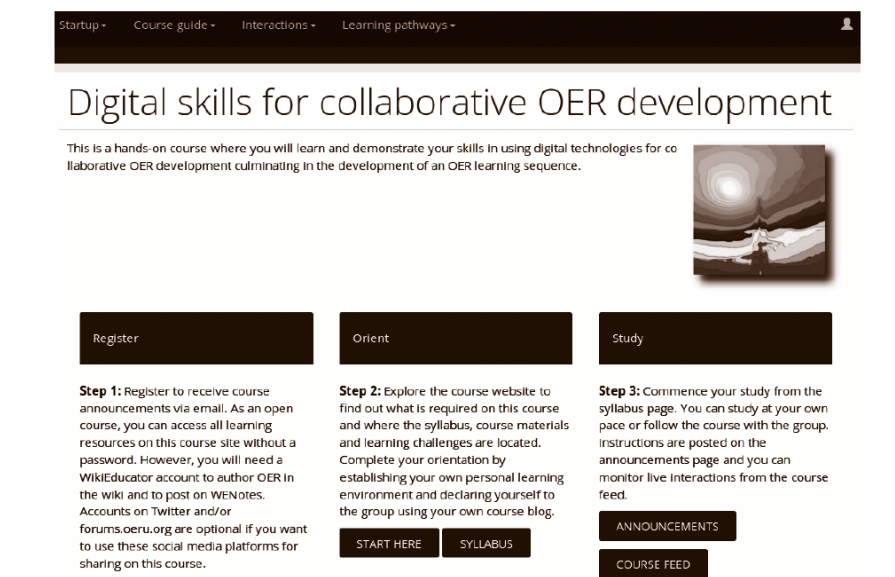 Startup Course guide Interactions Learning pathways
Digital skills for collaborative OER development
This is a hands-on course where you will learn and demonstrate your skills in using digital technologies for co
llaborative OER development culminating in the development of an OER learning sequence.
Register
Step 1: Register to receive course
announcements via email. As an open
course, you can access all learning
resources on this course site without a
password. However, you will need a
WikiEducator account to author OER in
the wiki and to post on WENotes.
Accounts on Twitter and/or
forums.oeru.org are optional if you want
to use these social media platforms for
sharing on this course.
Orient
Step 2: Explore the course website to
find out what is required on this course
and where the syllabus, course materials
and learning challenges are located.
Complete your orientation by
establishing your own personal learning
environment and declaring yourself to
the group using your own course blog.
START HERE SYLLABUS
Study
Step 3: Commence your study from the
syllabus page. You can study at your own
pace or follow the course with the group.
Instructions are posted on the
announcements page and you can
monitor live interactions from the course
feed.
ANNOUNCEMENTS
COURSE FEED